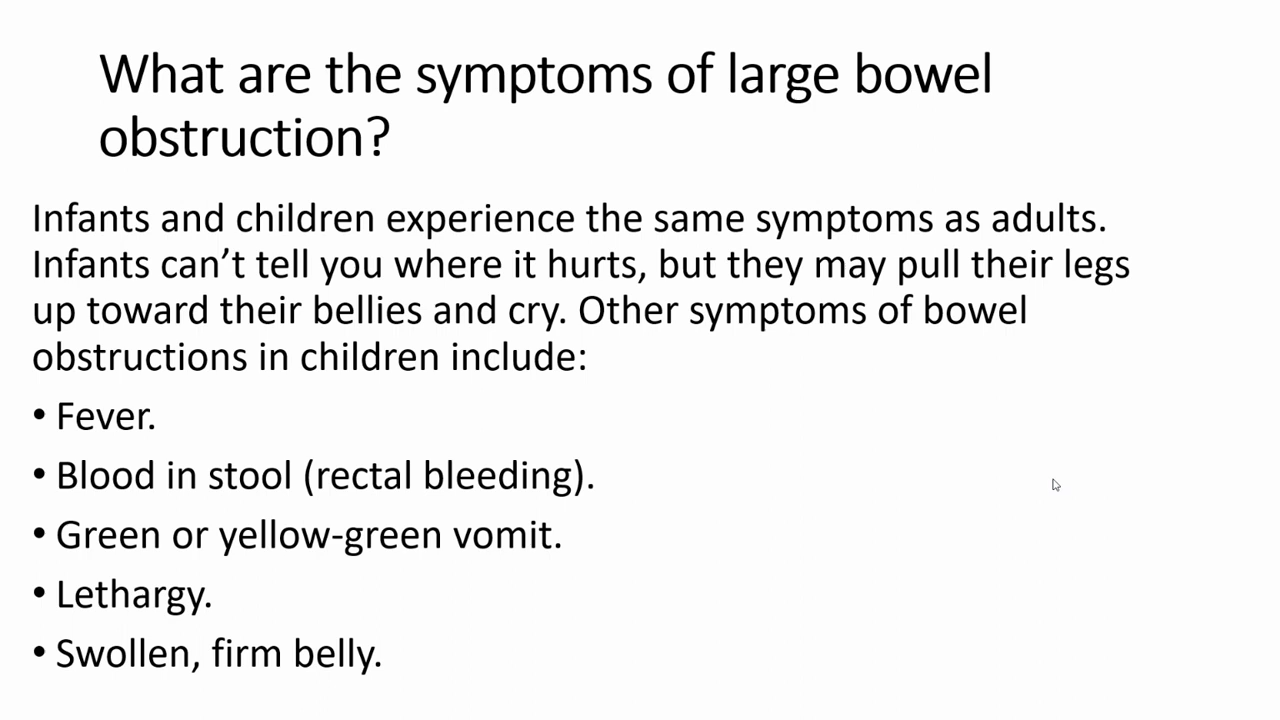 What are the symptoms of large bowel
obstruction?
Infants and children experience the same symptoms as adults.
Infants can’t tell you where it hurts, but they may pull their legs
up toward their bellies and cry. Other symptoms of bowel
obstructions in children include:
• Fever.
• Blood in stool (rectal bleeding).
• Green or yellow-green vomit.
• Lethargy.
• Swollen, firm belly.